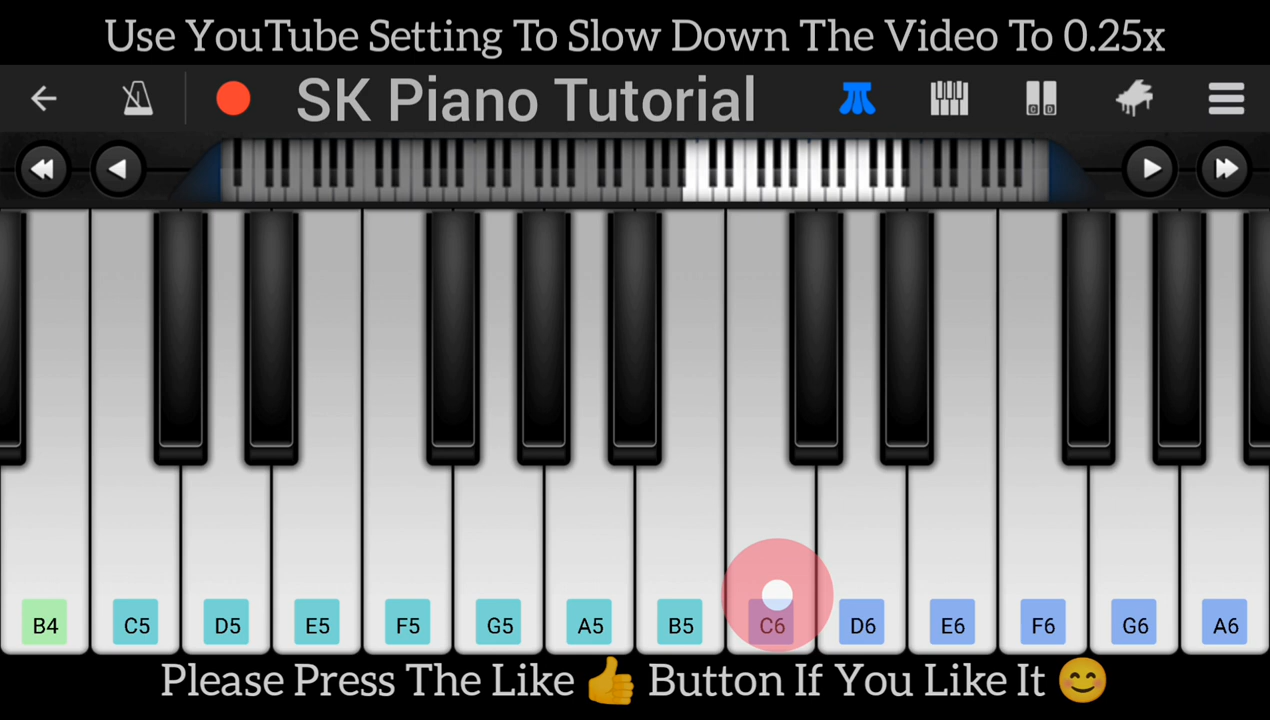 Use YouTube Setting To Slow Down The Video To 0.25x
SK Piano Tutorial
C D
B4 C5 D5 E5 F5 G5 A5 B5 C6 D6 E6 F6 G6 A6
Please Press The Like 👍 Button If You Like It 😊